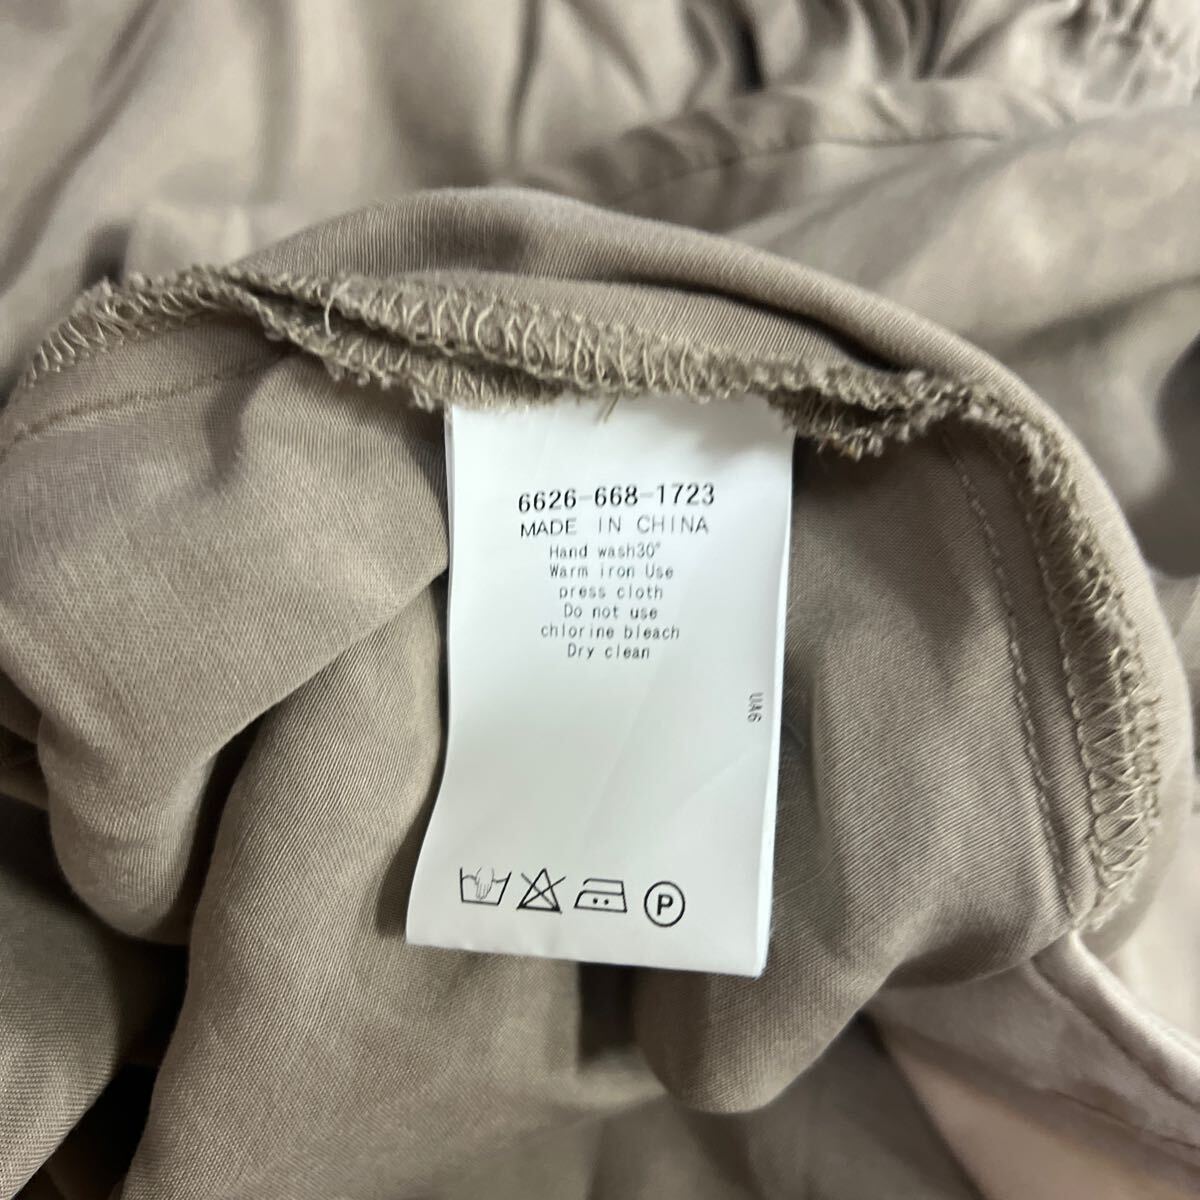 6626-668-1723
MADE IN CHINA
Hand wash30°
Warm iron Use
press cloth
Do not use
chlorine bleach
Dry clean
UA6
P